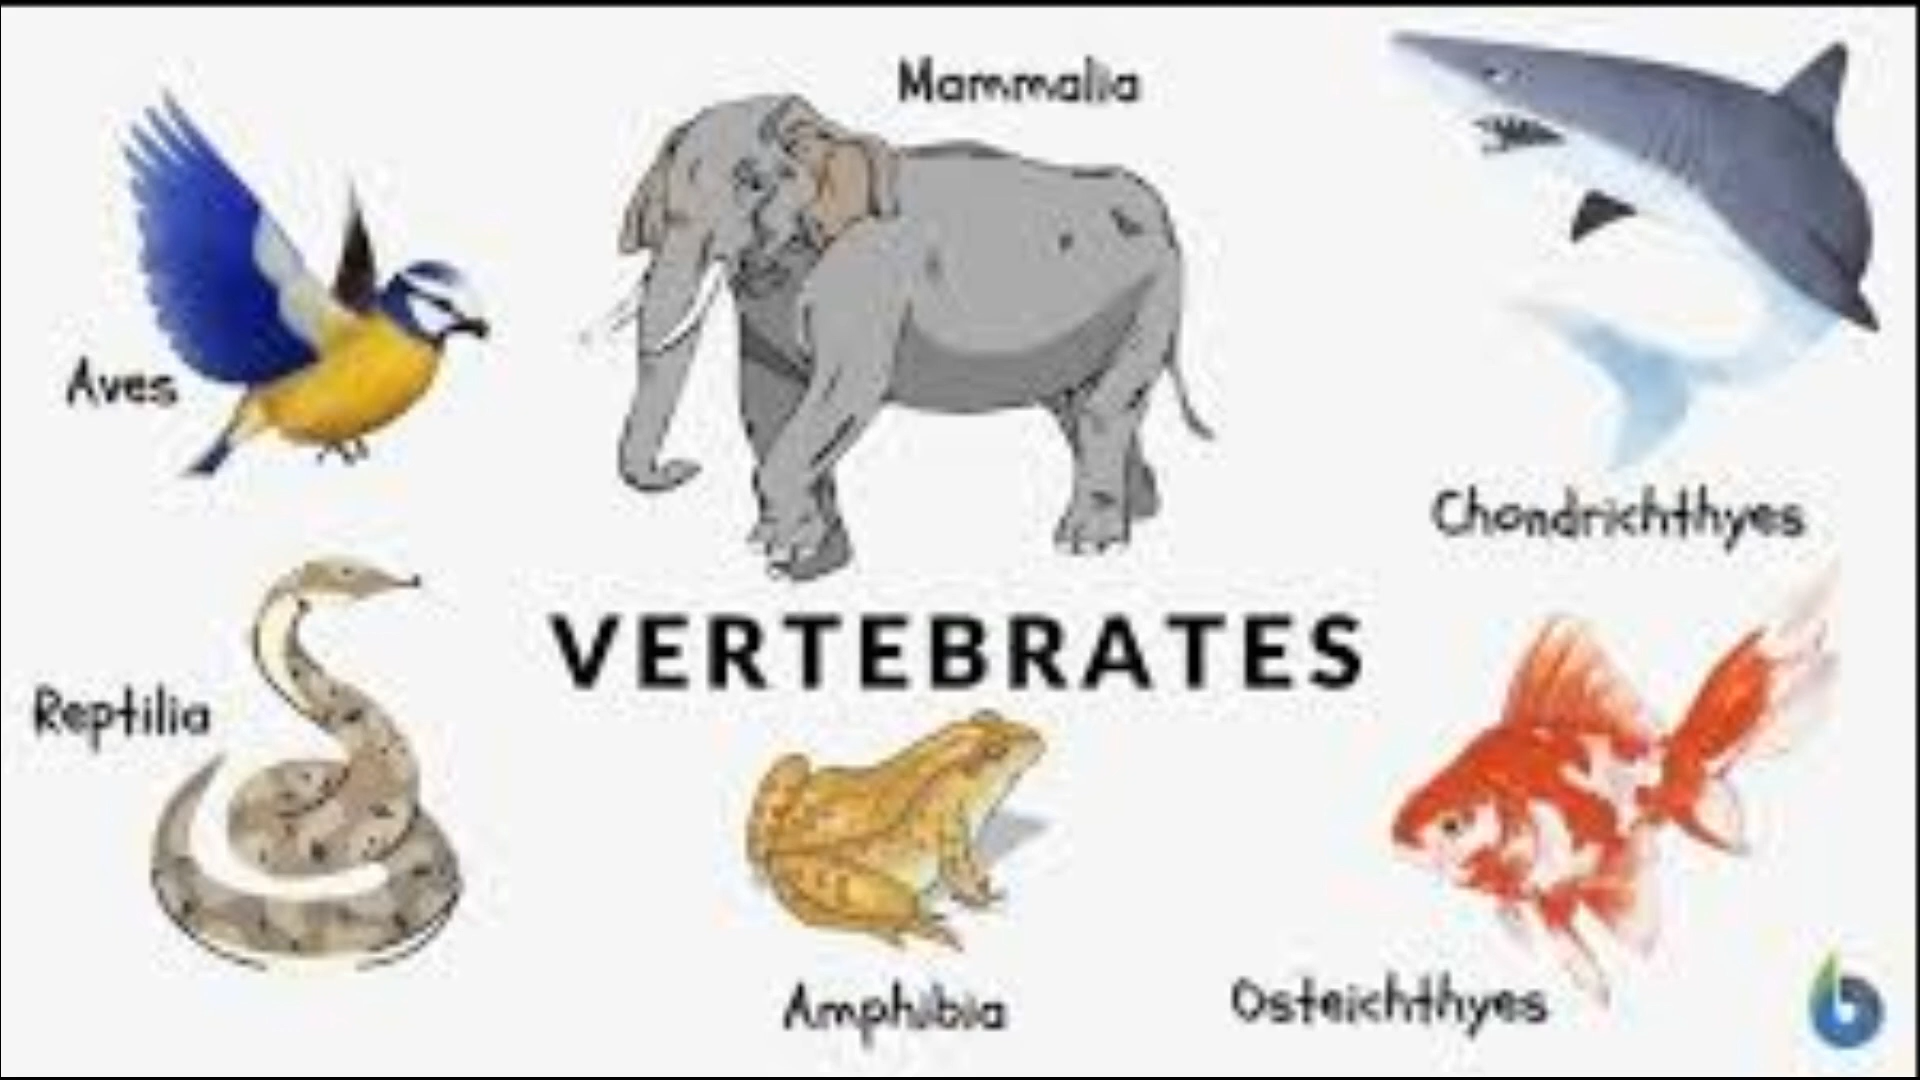 Mammalia
Aves
Chondrichthyes
VERTEBRATES
Reptilia
Amphibia
Osteichthyes